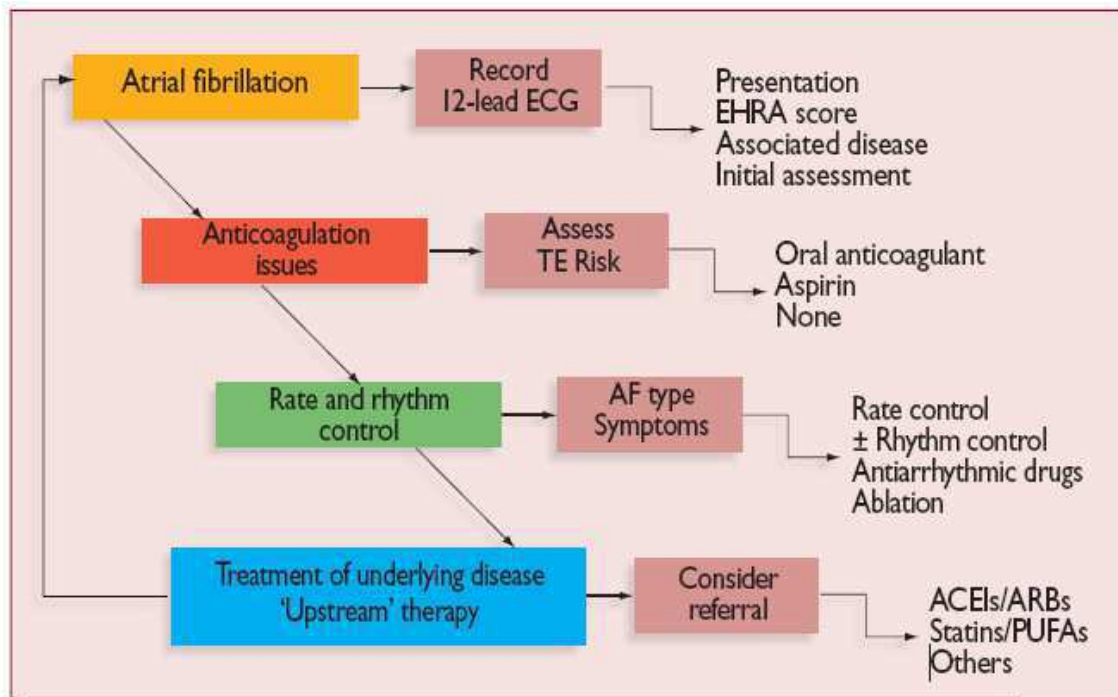 Atrial fibrillation
Record
12-lead ECG
Presentation
EHRA score
Associated disease
Initial assessment
Anticoagulation
issues
Assess
TE Risk
Oral anticoagulant
Aspirin
None
Rate and rhythm
control
AF type
Symptoms
Rate control
± Rhythm control
Antiarrhythmic drugs
Ablation
Treatment of underlying disease
‘Upstream’ therapy
Consider
referral
ACEIs/ARBs
Statins/PUFAs
Others